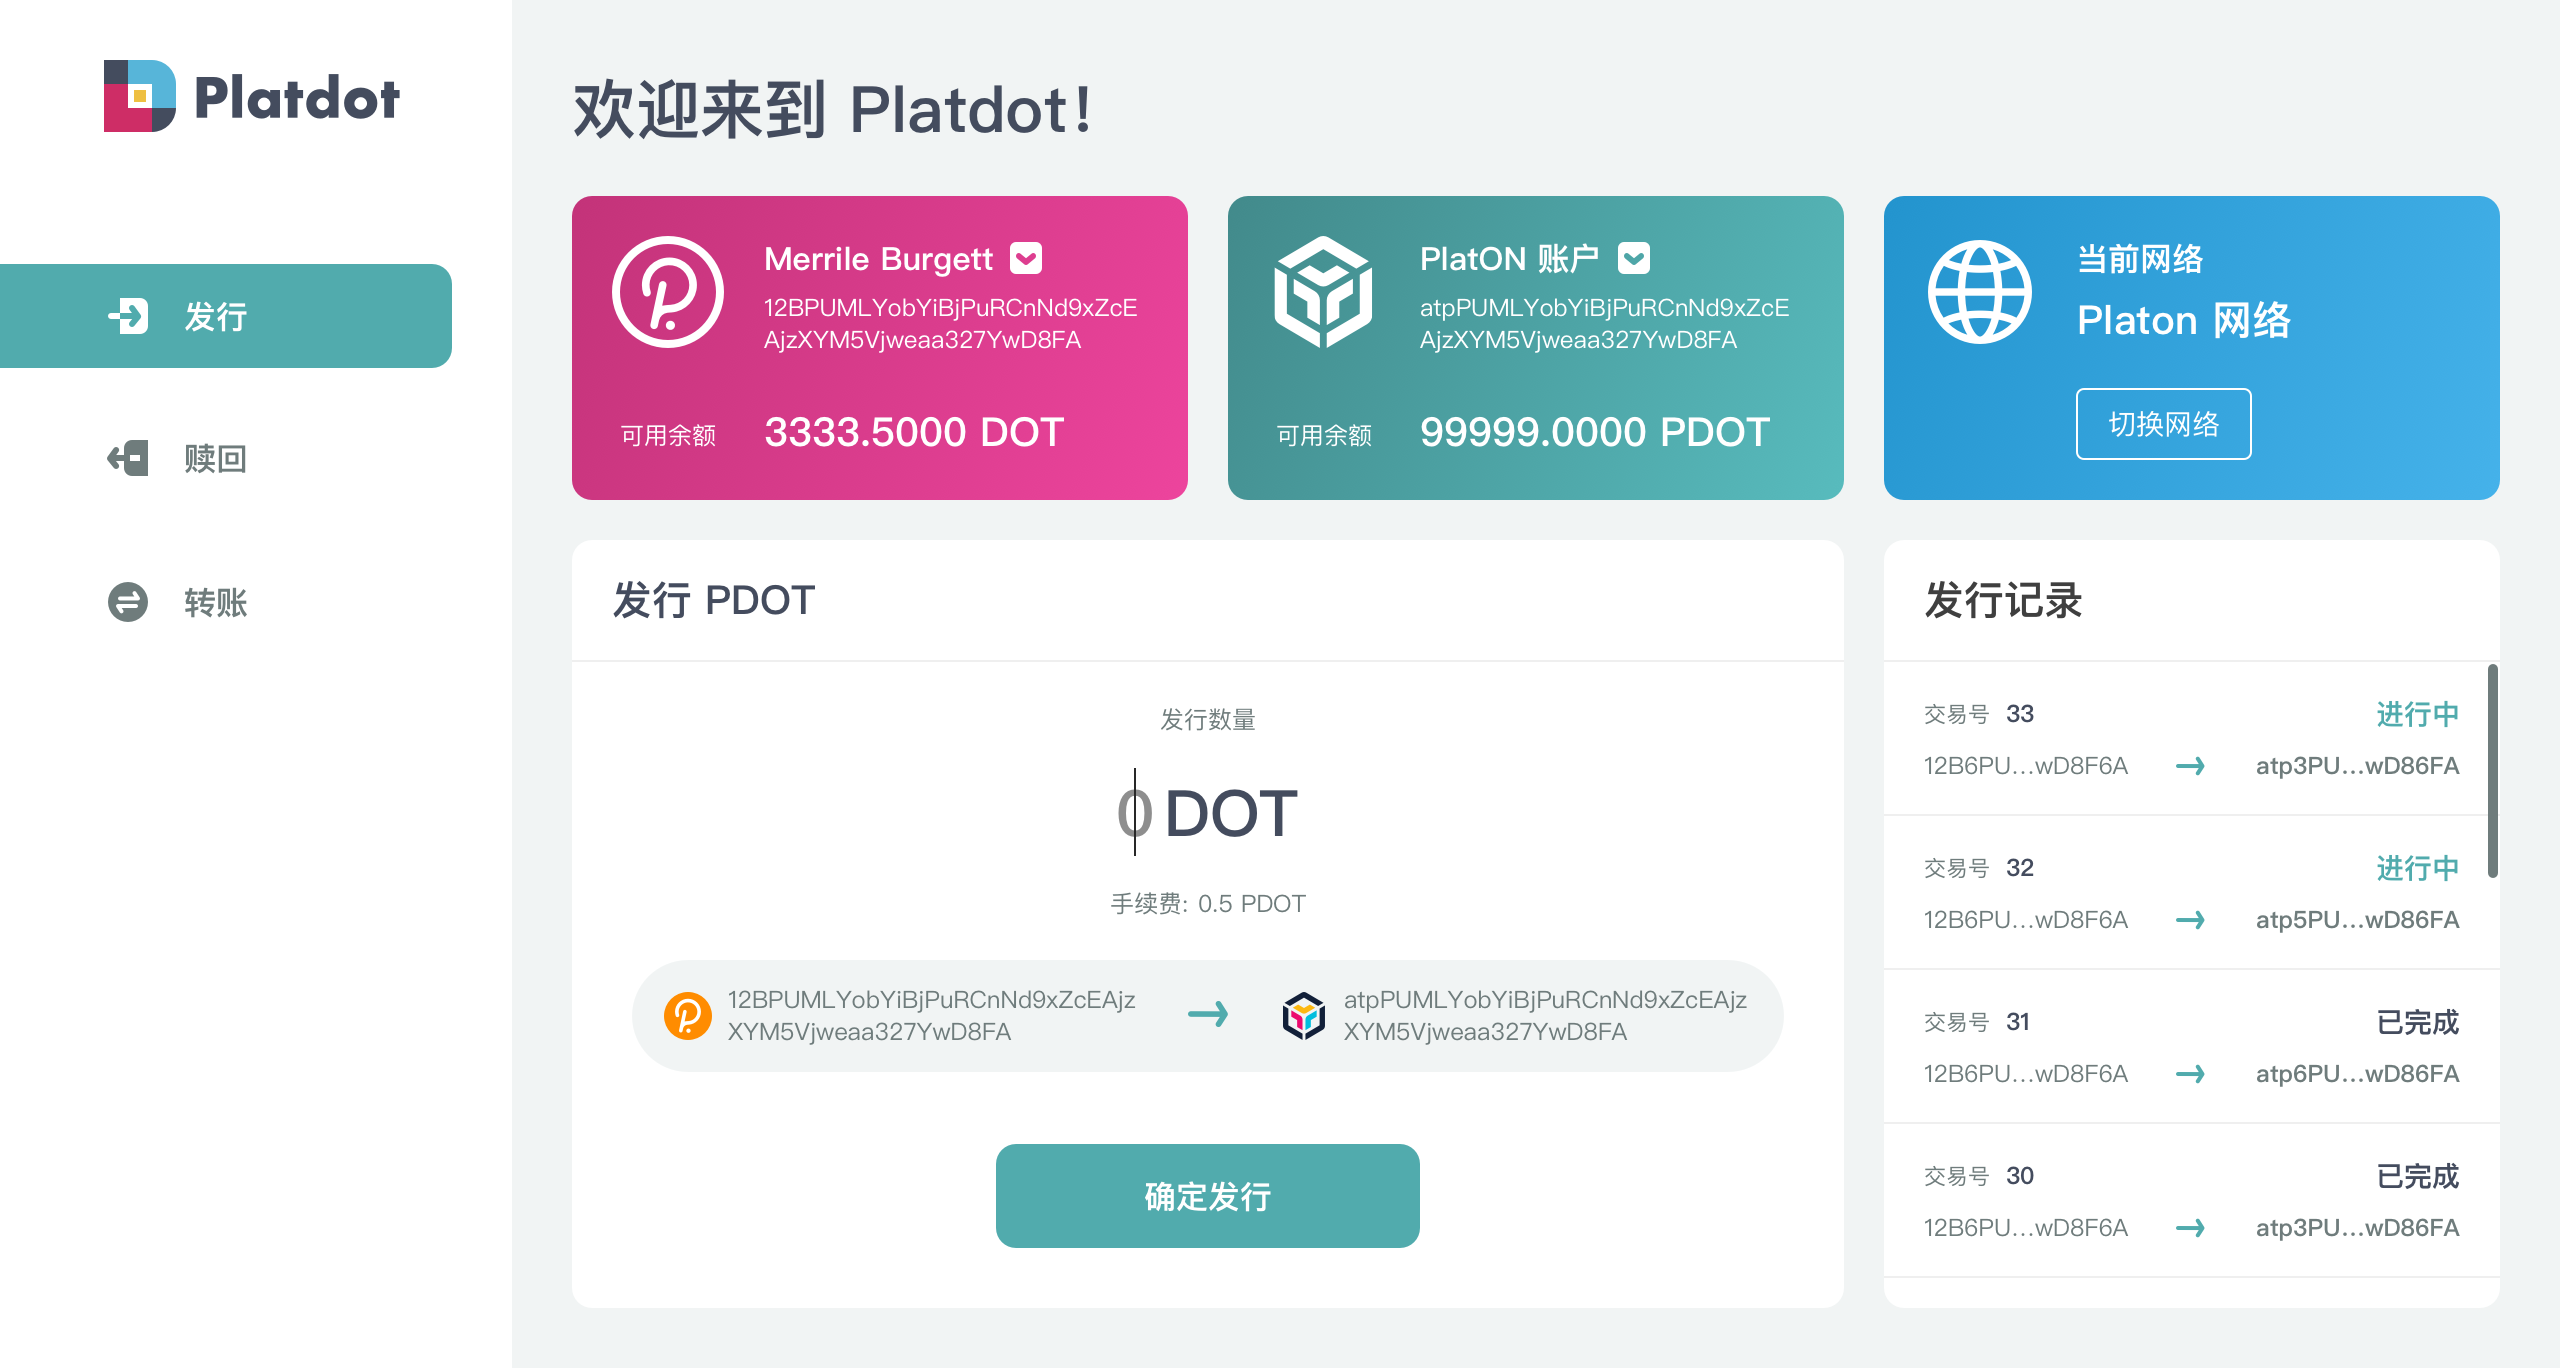 Platdot
发行
赎回
转账
欢迎来到 Platdot!
Merrile Burgett
12BPUMLYobYiBjPuRCnNd9xZcE
AjzXYM5Vjweaa327YwD8FA
可用余额 3333.5000 DOT
PlatON 账户
atpPUMLYobYiBjPuRCnNd9xZcE
AjzXYM5Vjweaa327YwD8FA
可用余额 99999.0000 PDOT
当前网络
Platon 网络
切换网络
发行 PDOT
发行数量
0 DOT
手续费: 0.5 PDOT
12BPUMLYobYiBjPuRCnNd9xZcEAjz
XYM5Vjweaa327YwD8FA
atpPUMLYobYiBjPuRCnNd9xZcEAjz
XYM5Vjweaa327YwD8FA
确定发行
发行记录
交易号 33 进行中
12B6PU...wD8F6A → atp3PU...wD86FA
交易号 32 进行中
12B6PU...wD8F6A → atp5PU...wD86FA
交易号 31 已完成
12B6PU...wD8F6A → atp6PU...wD86FA
交易号 30 已完成
12B6PU...wD8F6A → atp3PU...wD86FA